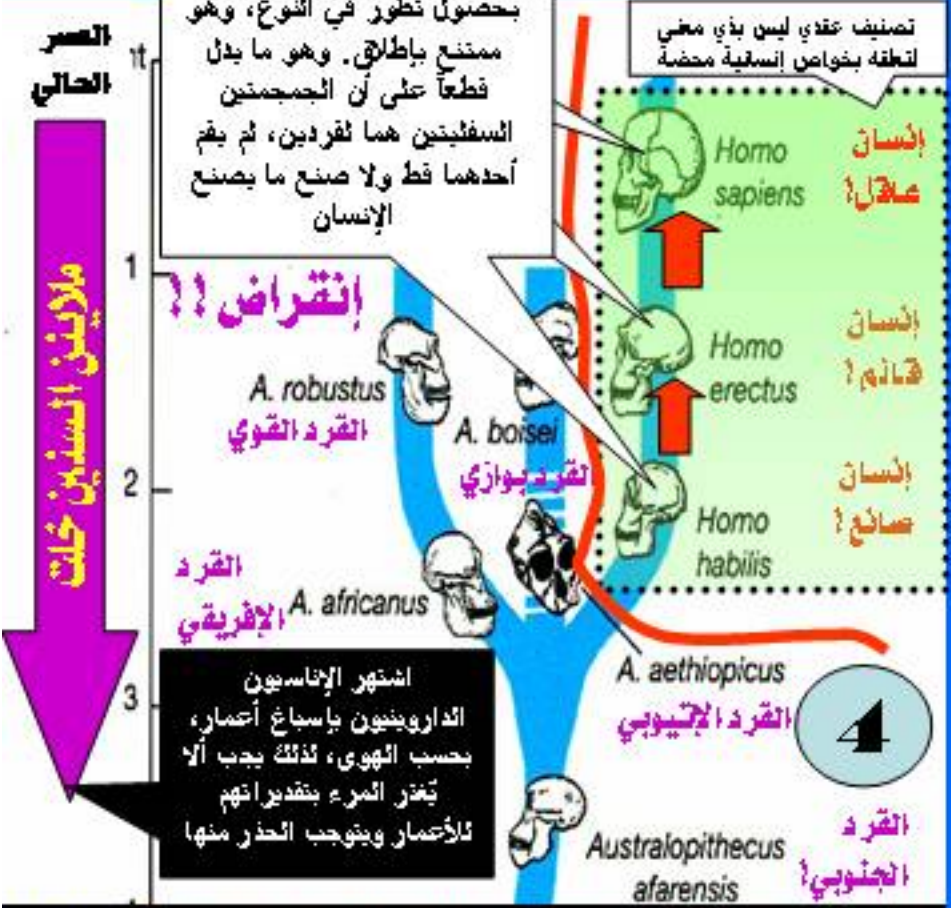 العصر
الحالي
ملايين السنين خلت
بحصول تطور في النوع، وهو
ممتنع بإطلاق. وهو ما يدل
قطعاً على أن الجمجمتين
السفليتين هما لقردين، لم يقم
أحدهما قط ولا صنع ما يصنع
الإنسان
تصنيف عقدي ليس بذي معنى
لتعلقه بخواص إنسانية محضة
Homo
sapiens
إنسان
عاقل؟
1
إنقراض !!
A. robustus
القرد القوي
A. boisei
القرد بوازي
Homo
erectus
إنسان
قائم؟
2
Homo
habilis
إنسان
صانع؟
القرد
الإفريقي
A. africanus
A. aethiopicus
القرد الإثيوبي
3
4
اشتهر الإناسيون
الداروينيون بإسباغ أعمار،
بحسب الهوى، لذلك يجب ألا
يغتر المرء بتقديراتهم
للأعمار ويتوجب الحذر منها
Australopithecus
afarensis
القرد
الجنوبي؟